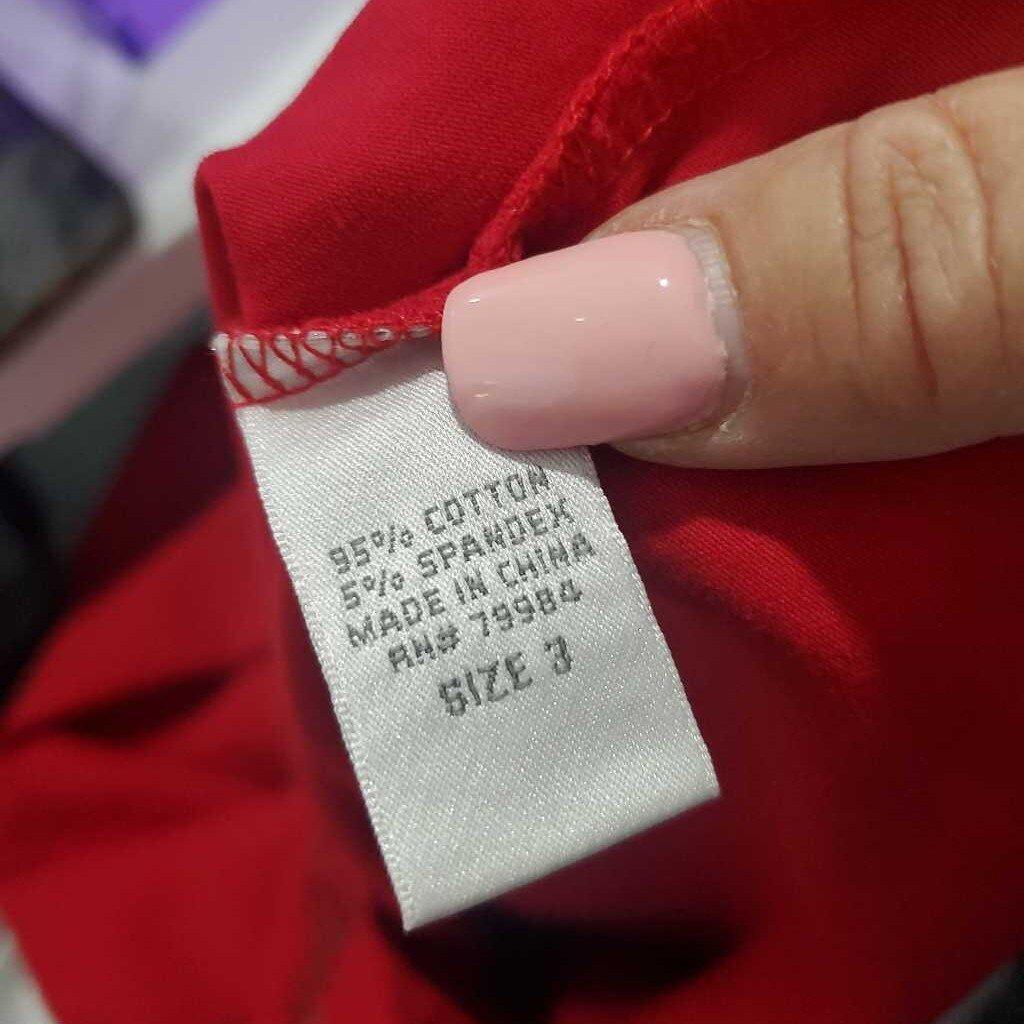 95% COTTON
5% SPANDEX
MADE IN CHINA
RN# 79984
SIZE 3